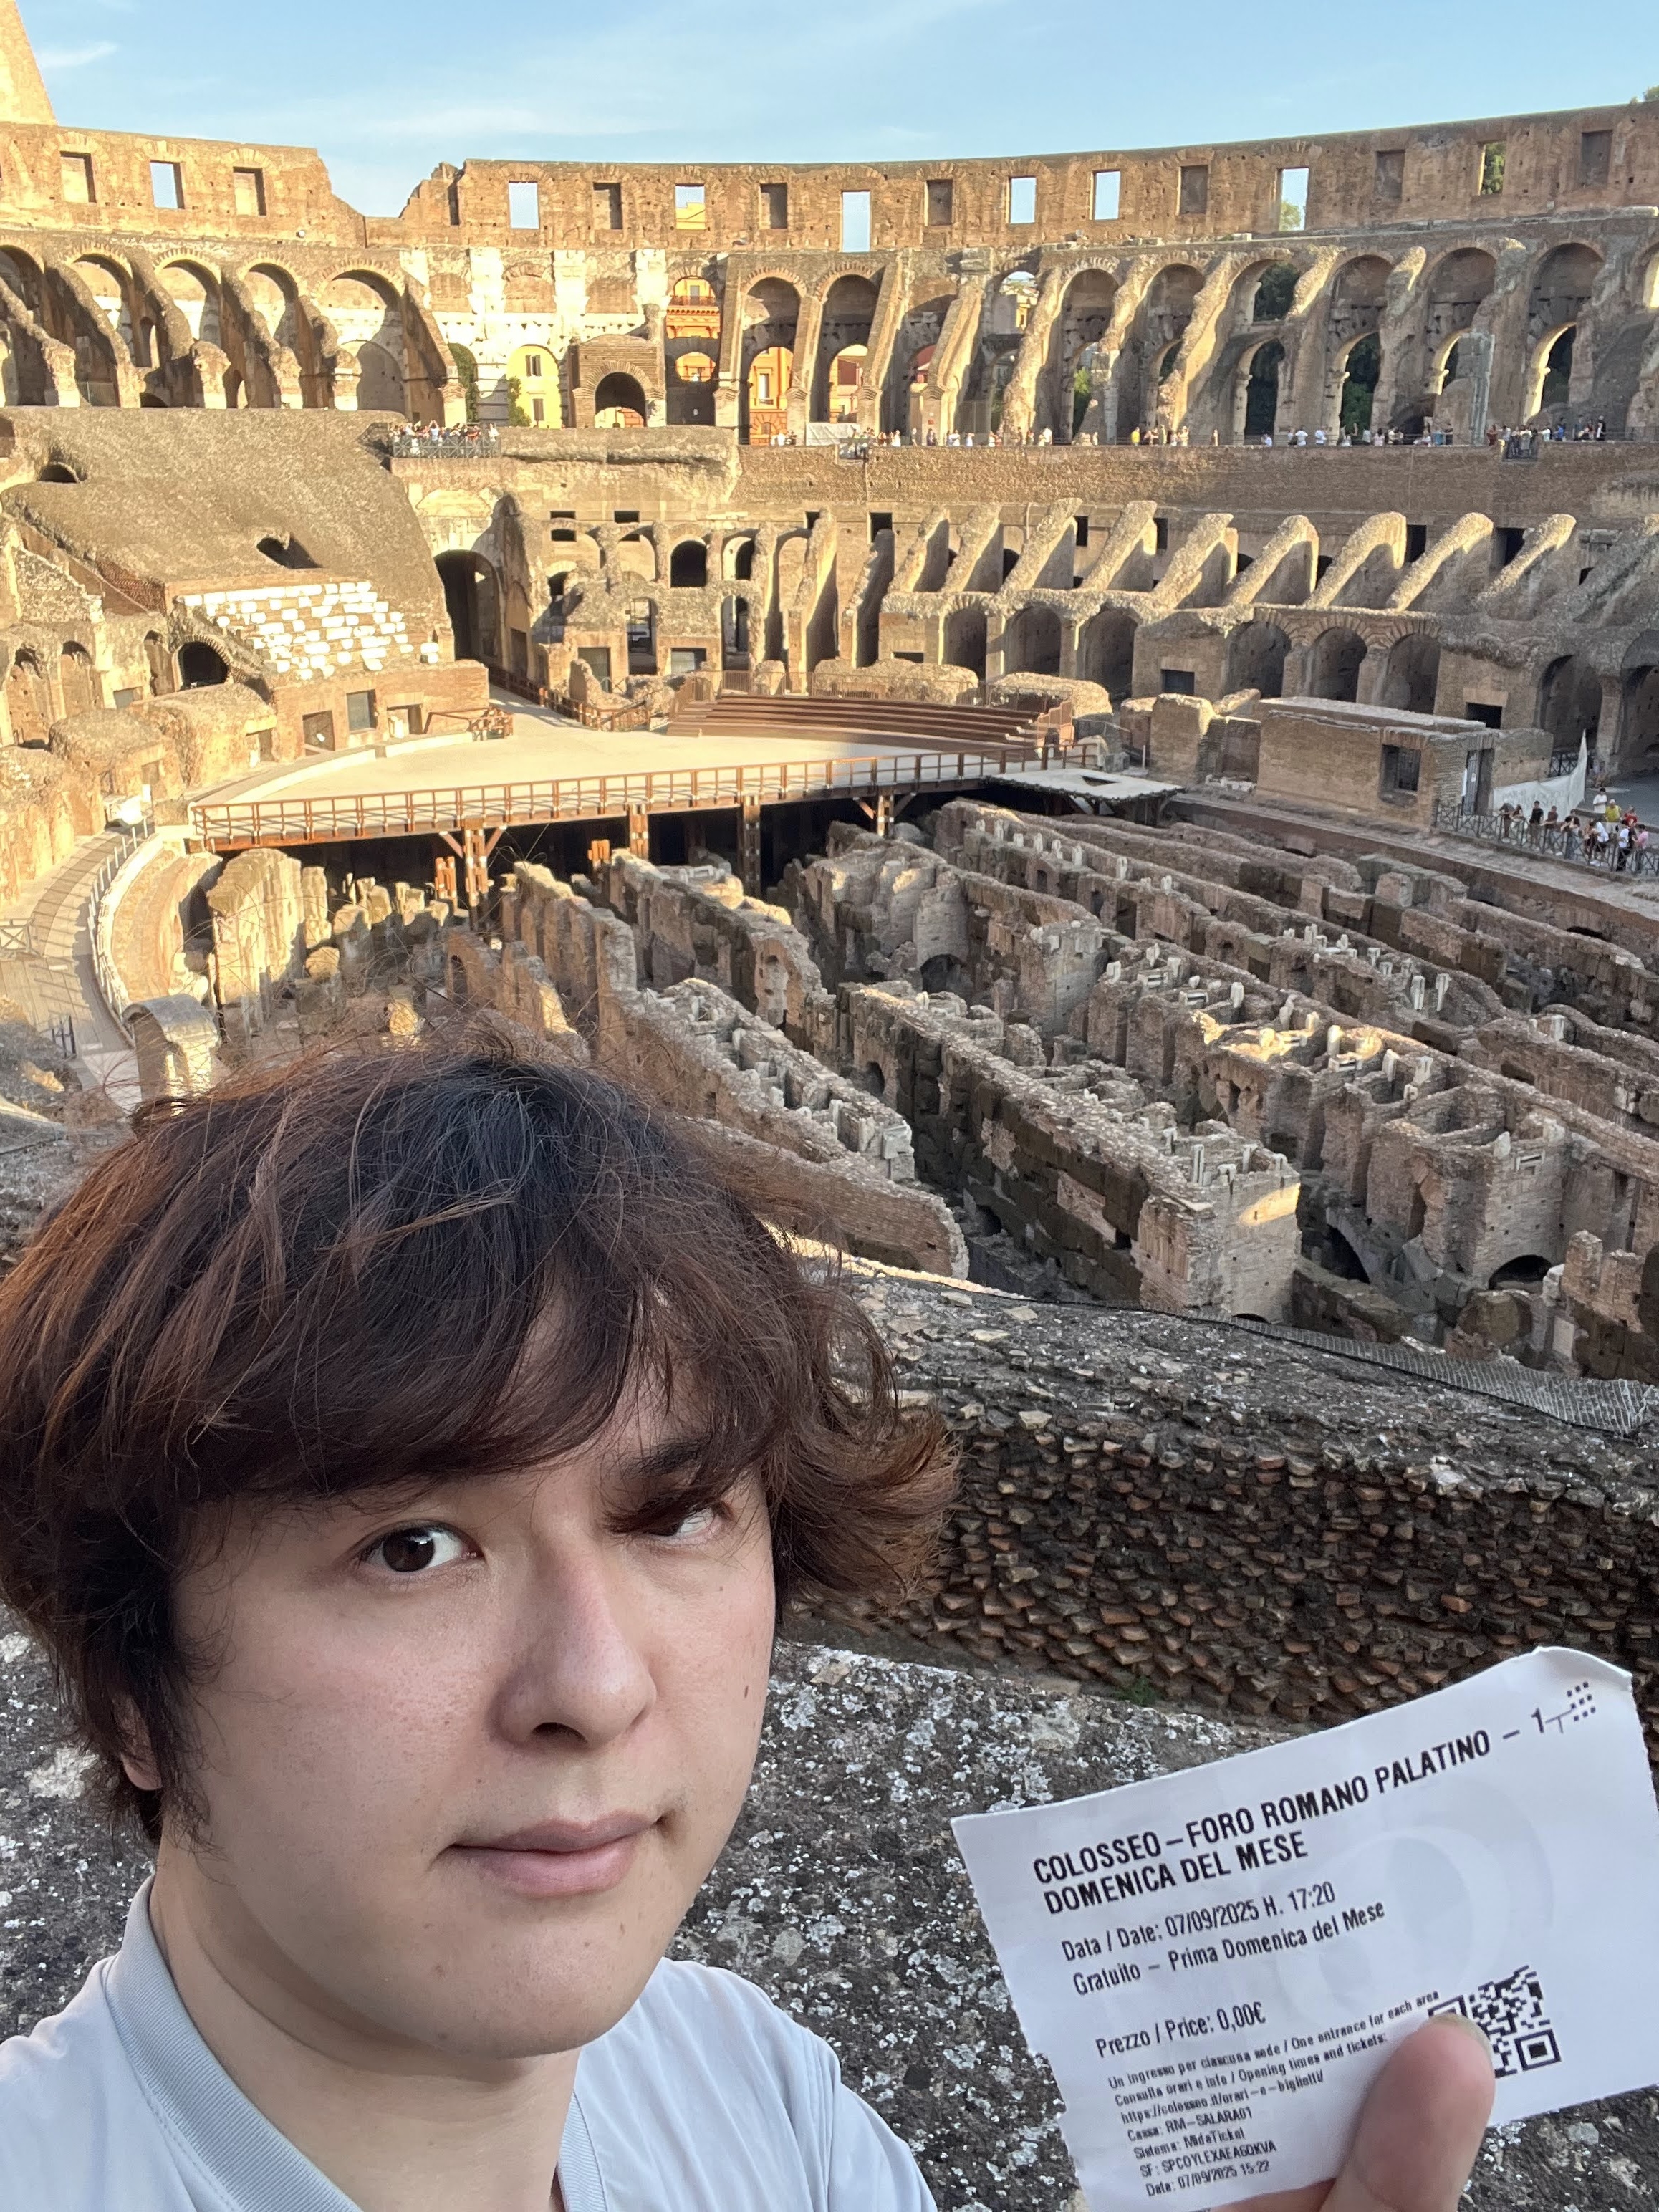 COLOSSEO – FORO ROMANO PALATINO – 1
DOMENICA DEL MESE
Data / Date: 07/09/2025 H. 17:20
Gratuito – Prima Domenica del Mese
Prezzo / Price: 0,00€
Un ingresso per ciascuna sede / One entrance for each area
Consulta orari e info / Opening times and tickets:
https://colosseo.it/orari-e-biglietti/
Cassa: RM-SALARA01
Sistema: MidaTicket
SF: SPCOYLEXAEAGOKVA
Data: 07/09/2025 15:22